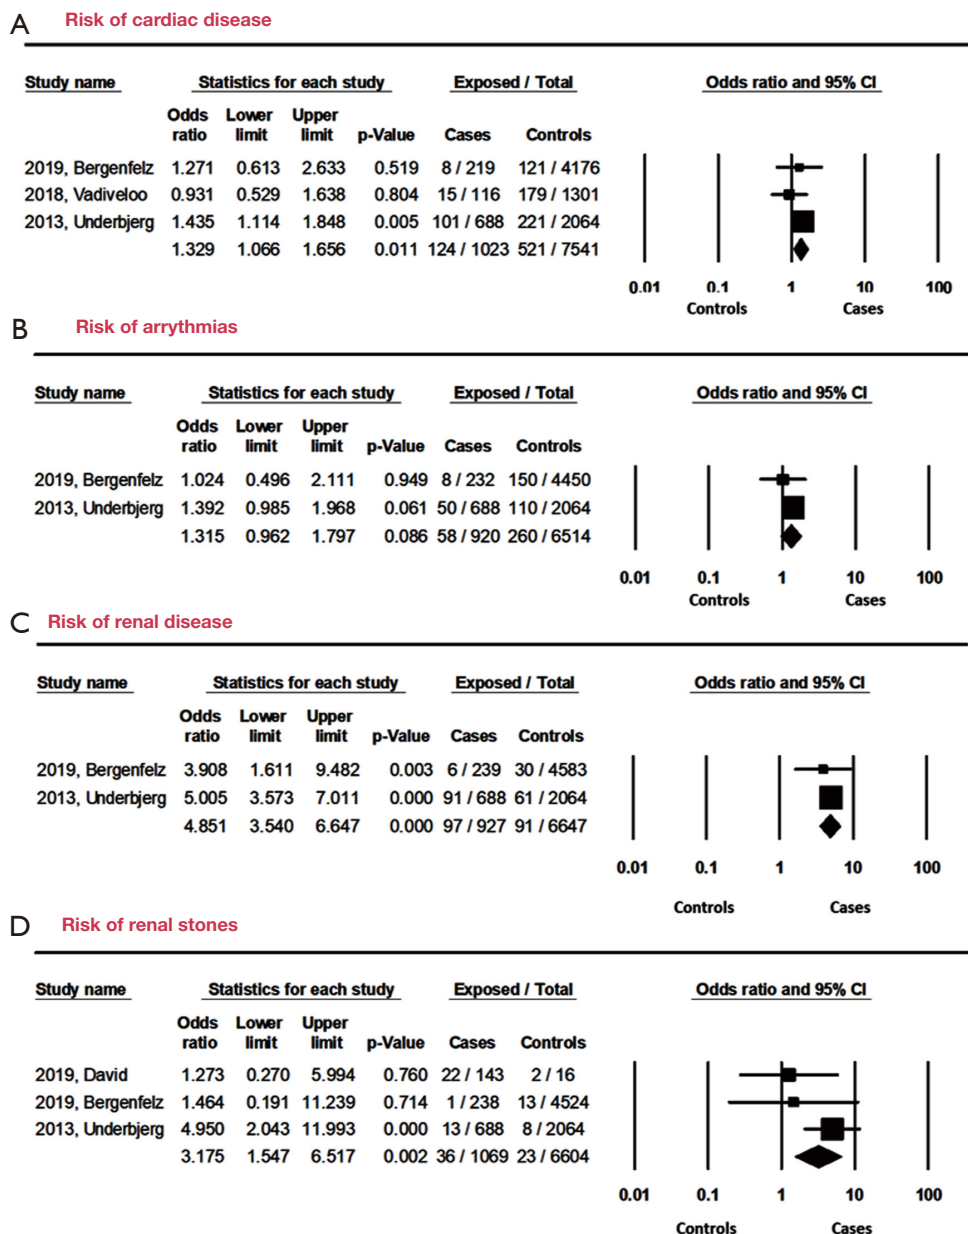 A Risk of cardiac disease
Study name Statistics for each study Exposed / Total Odds ratio and 95% CI
Odds Lower Upper
ratio limit limit p-Value Cases Controls
2019, Bergenfelz 1.271 0.613 2.633 0.519 8 / 219 121 / 4176
2018, Vadiveloo 0.931 0.529 1.638 0.804 15 / 116 179 / 1301
2013, Underbjerg 1.435 1.114 1.848 0.005 101 / 688 221 / 2064
1.329 1.066 1.656 0.011 124 / 1023 521 / 7541
0.01 0.1 1 10 100
Controls Cases
B Risk of arrythmias
Study name Statistics for each study Exposed / Total Odds ratio and 95% CI
Odds Lower Upper
ratio limit limit p-Value Cases Controls
2019, Bergenfelz 1.024 0.496 2.111 0.949 8 / 232 150 / 4450
2013, Underbjerg 1.392 0.985 1.968 0.061 50 / 688 110 / 2064
1.315 0.962 1.797 0.086 58 / 920 260 / 6514
0.01 0.1 1 10 100
Controls Cases
C Risk of renal disease
Study name Statistics for each study Exposed / Total Odds ratio and 95% CI
Odds Lower Upper
ratio limit limit p-Value Cases Controls
2019, Bergenfelz 3.908 1.611 9.482 0.003 6 / 239 30 / 4583
2013, Underbjerg 5.005 3.573 7.011 0.000 91 / 688 61 / 2064
4.851 3.540 6.647 0.000 97 / 927 91 / 6647
0.01 0.1 1 10 100
Controls Cases
D Risk of renal stones
Study name Statistics for each study Exposed / Total Odds ratio and 95% CI
Odds Lower Upper
ratio limit limit p-Value Cases Controls
2019, David 1.273 0.270 5.994 0.760 22 / 143 2 / 16
2019, Bergenfelz 1.464 0.191 11.239 0.714 1 / 238 13 / 4524
2013, Underbjerg 4.950 2.043 11.993 0.000 13 / 688 8 / 2064
3.175 1.547 6.517 0.002 36 / 1069 23 / 6604
0.01 0.1 1 10 100
Controls Cases